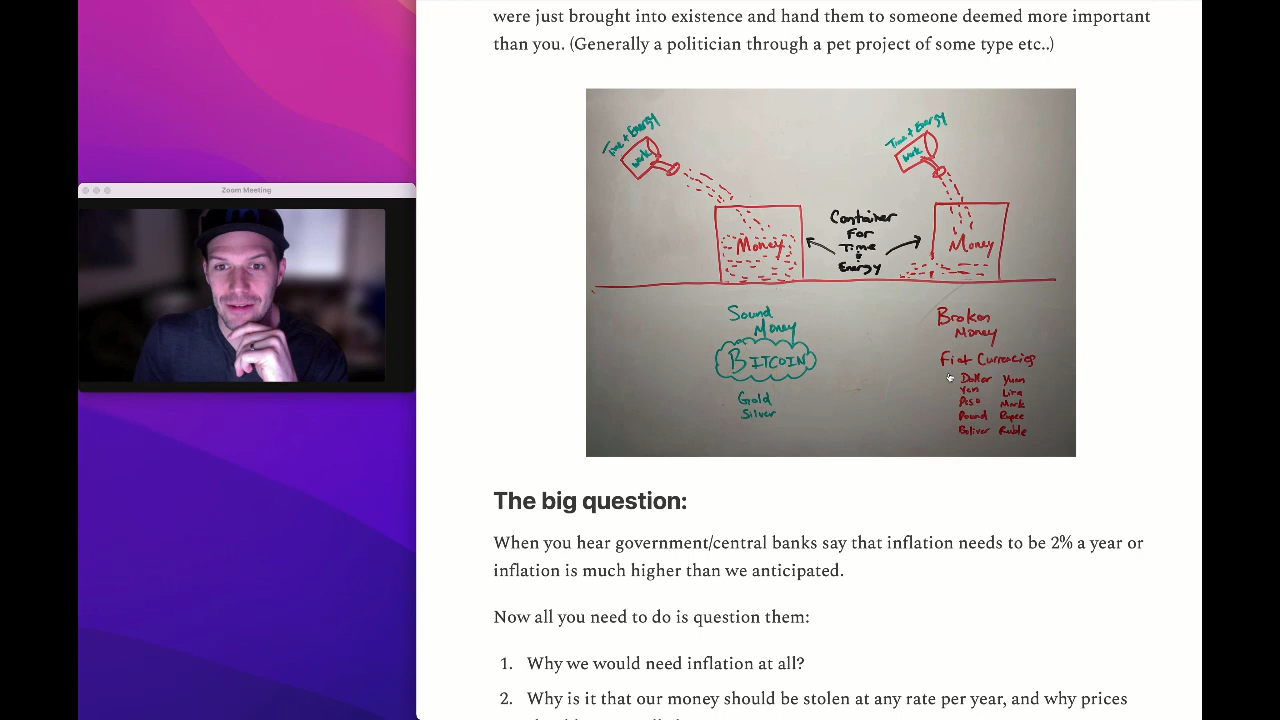 were just brought into existence and hand them to someone deemed more important
than you. (Generally a politician through a pet project of some type etc..)
Time + Energy
work
Time + Energy
work
Zoom Meeting
Money
Container
For
Time
+
Energy
Money
Sound
Money
BITCOIN
Gold
Silver
Broken
Money
Fiat Currencies
Dollar Yuan
Yen Lira
Peso Mark
Pound Rupee
Bolivar Ruble
The big question:
When you hear government/central banks say that inflation needs to be 2% a year or
inflation is much higher than we anticipated.
Now all you need to do is question them:
1. Why we would need inflation at all?
2. Why is it that our money should be stolen at any rate per year, and why prices